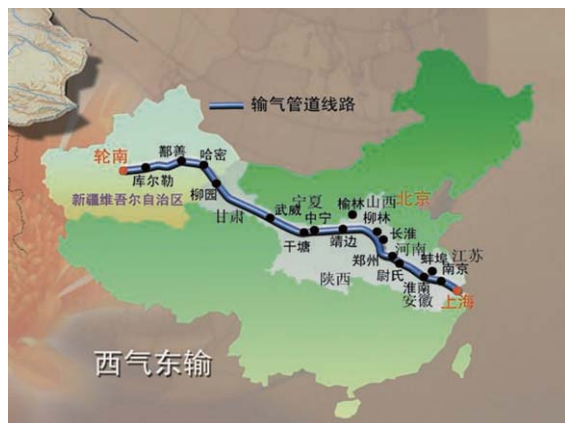 输气管道线路
鄯善
哈密
轮南
库尔勒
柳园
新疆维吾尔自治区
甘肃
武威
宁夏
中宁
干塘
榆林
山西
北京
柳林
靖边
长淮
河南
郑州
尉氏
陕西
蚌埠
江苏
南京
淮南
安徽
上海
西气东输